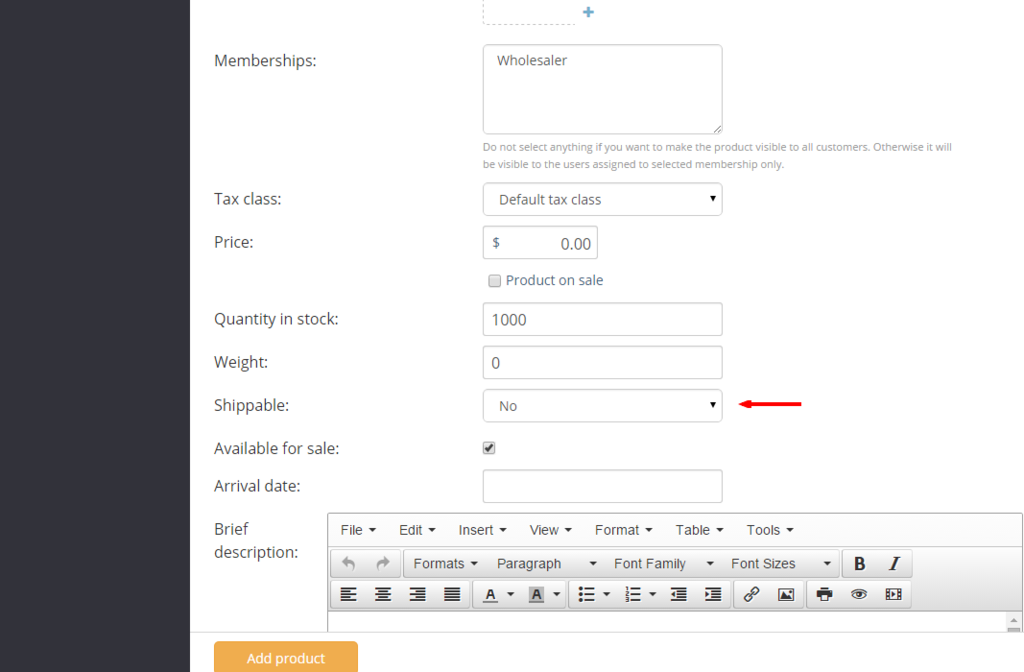 Memberships:
Wholesaler
Do not select anything if you want to make the product visible to all customers. Otherwise it will
be visible to the users assigned to selected membership only.
Tax class:
Default tax class
Price:
$ 0.00
Product on sale
Quantity in stock:
1000
Weight:
0
Shippable:
No
Available for sale:
Arrival date:
Brief
description:
File Edit Insert View Format Table Tools
Formats Paragraph Font Family Font Sizes B I
A A
Add product